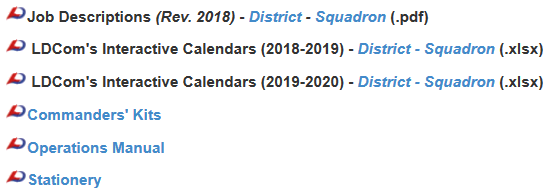 Job Descriptions (Rev. 2018) - District - Squadron (.pdf)
LDCom's Interactive Calendars (2018-2019) - District - Squadron (.xlsx)
LDCom's Interactive Calendars (2019-2020) - District - Squadron (.xlsx)
Commanders' Kits
Operations Manual
Stationery